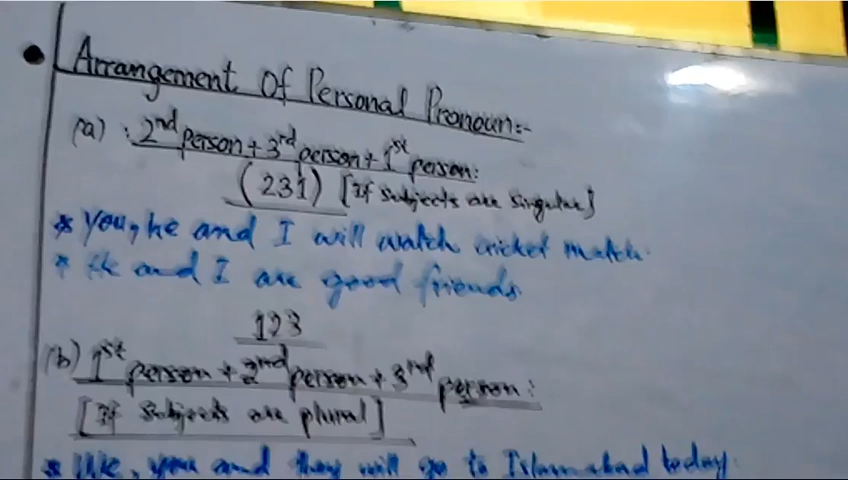 Arrangement Of Personal Pronoun:-
(a) : 2nd person + 3rd person + 1st person:
(231) [If subjects are singular]
* You, he and I will watch cricket match.
* He and I are good friends.
123
(b) 1st person + 2nd person + 3rd person:
[If subjects are plural]
* We, you and they will go to Islamabad today.